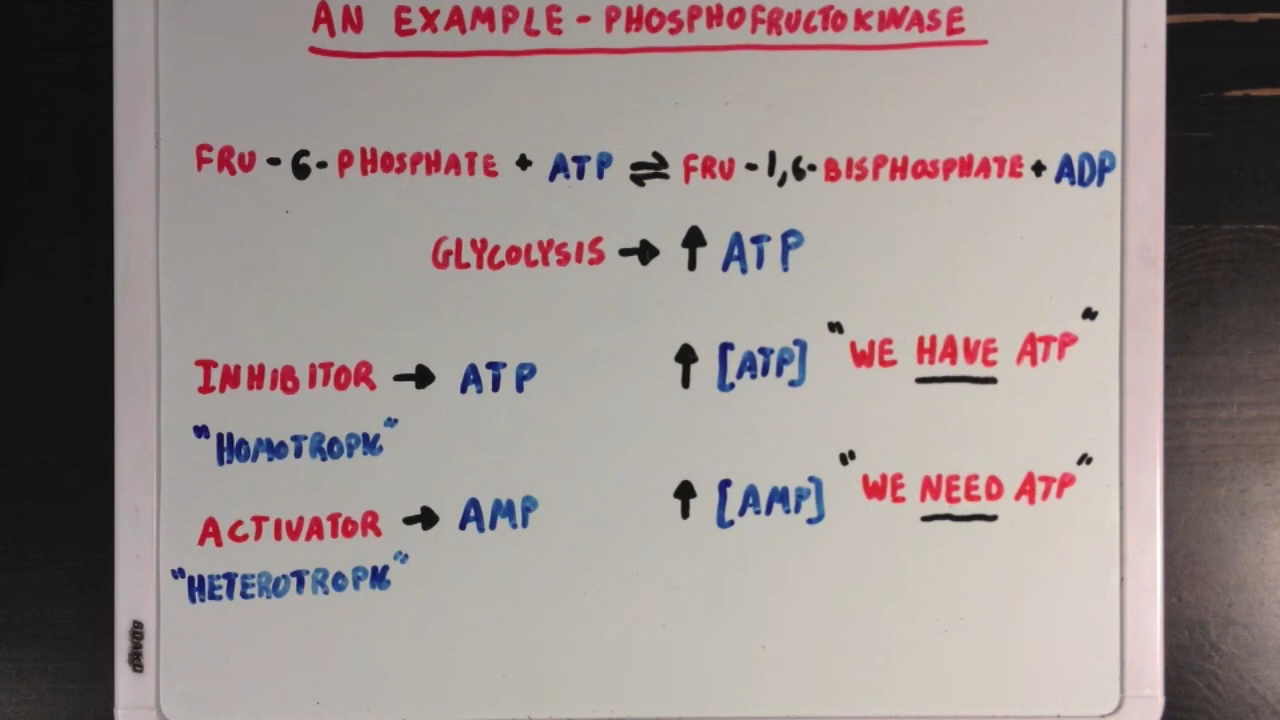 AN EXAMPLE - PHOSPHOFRUCTOKINASE
FRU - 6 - PHOSPHATE + ATP ⇌ FRU - 1,6 - BISPHOSPHATE + ADP
GLYCOLYSIS → ↑ ATP
INHIBITOR → ATP
"HOMOTROPIC"
↑ [ATP] "WE HAVE ATP"
ACTIVATOR → AMP
"HETEROTROPIC"
↑ [AMP] "WE NEED ATP"